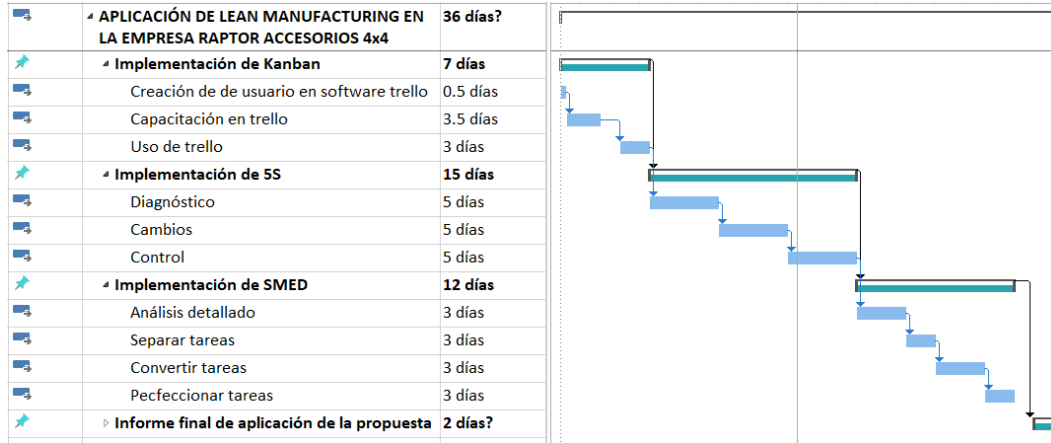 APLICACIÓN DE LEAN MANUFACTURING EN 36 días?
LA EMPRESA RAPTOR ACCESORIOS 4x4
Implementación de Kanban 7 días
Creación de de usuario en software trello 0.5 días
Capacitación en trello 3.5 días
Uso de trello 3 días
Implementación de 5S 15 días
Diagnóstico 5 días
Cambios 5 días
Control 5 días
Implementación de SMED 12 días
Análisis detallado 3 días
Separar tareas 3 días
Convertir tareas 3 días
Pecfeccionar tareas 3 días
Informe final de aplicación de la propuesta 2 días?